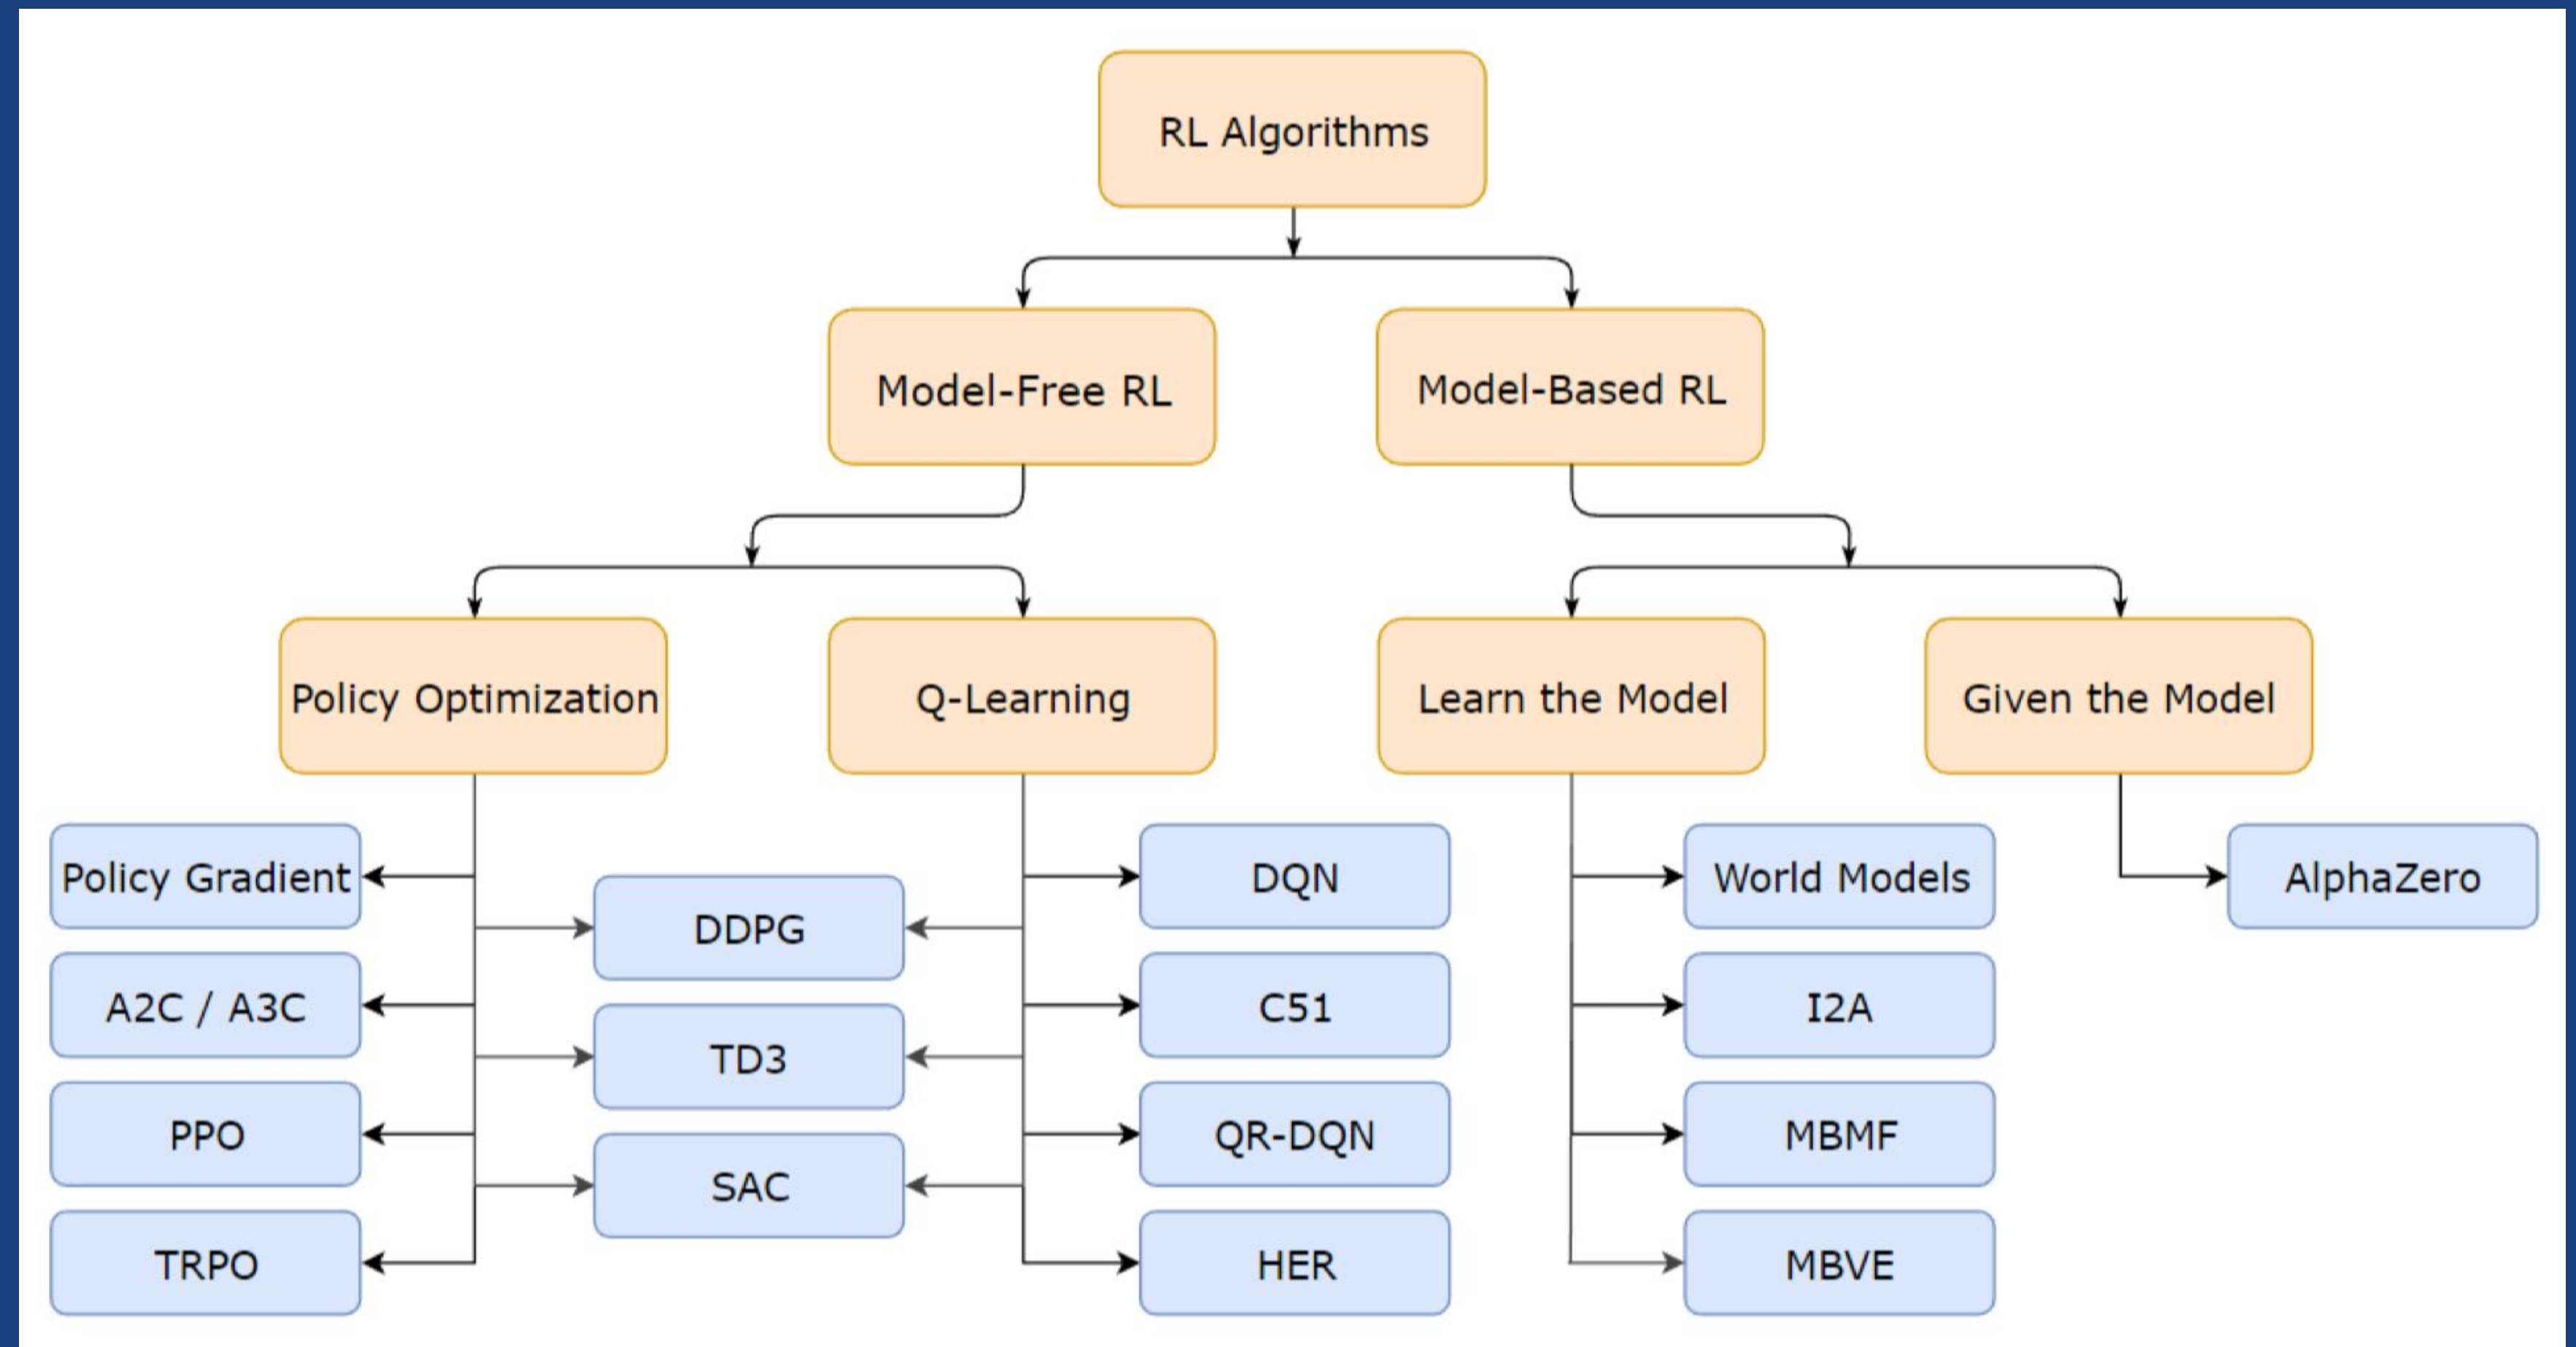 RL Algorithms
Model-Free RL
Model-Based RL
Policy Optimization
Q-Learning
Learn the Model
Given the Model
Policy Gradient
A2C / A3C
PPO
TRPO
DDPG
TD3
SAC
DQN
C51
QR-DQN
HER
World Models
I2A
MBMF
MBVE
AlphaZero